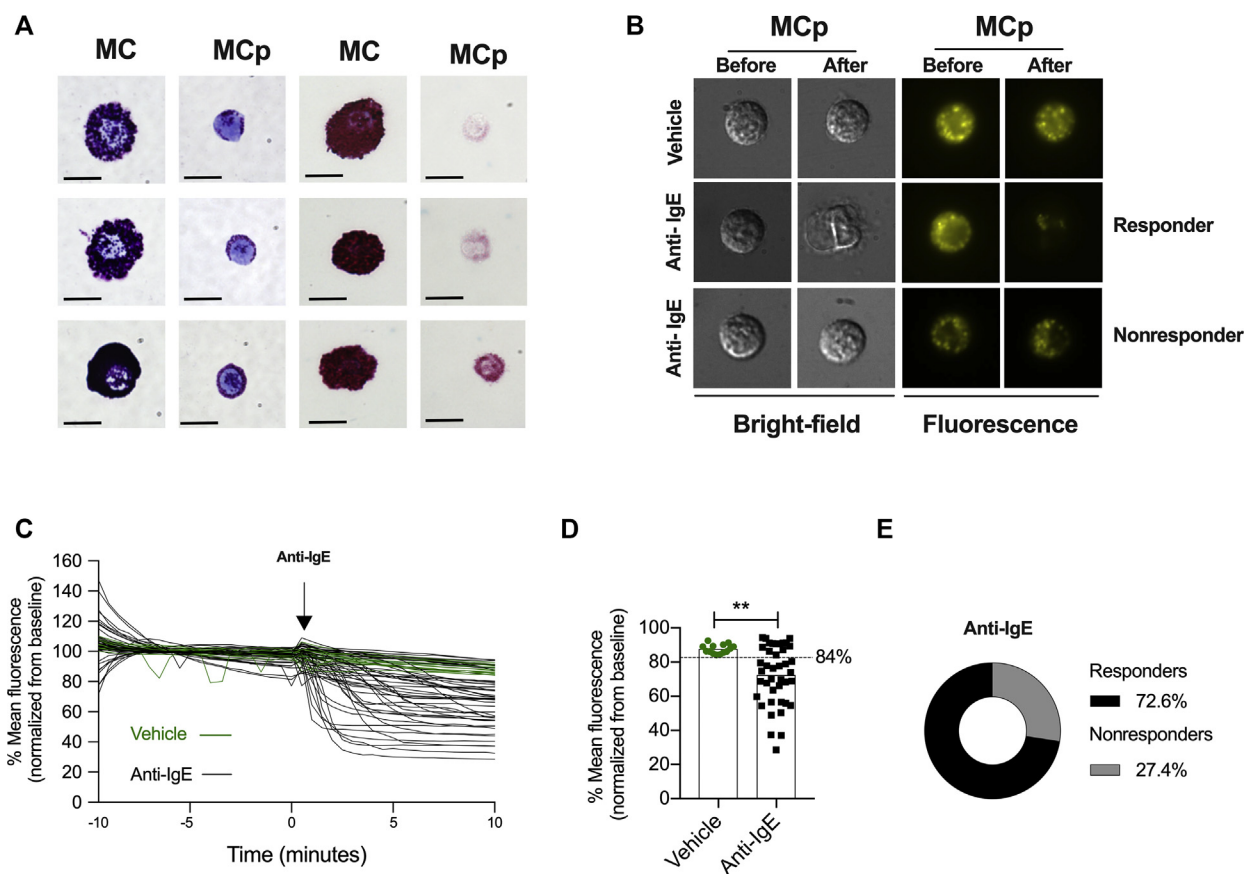 A
MC
MCp
MC
MCp
B
MCp
MCp
Before
After
Before
After
Vehicle
Anti- IgE
Responder
Anti- IgE
Nonresponder
Bright-field
Fluorescence
C
% Mean fluorescence
(normalized from baseline)
160
140
120
100
80
60
40
20
0
-10
-5
0
5
10
Time (minutes)
Anti-IgE
Vehicle
Anti-IgE
D
% Mean fluorescence
(normalized from baseline)
100
80
60
40
20
0
**
84%
Vehicle
Anti-IgE
E
Anti-IgE
Responders
72.6%
Nonresponders
27.4%